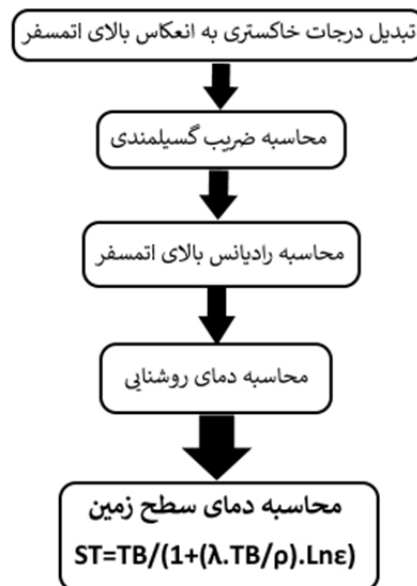 تبدیل درجات خاکستری به انعکاس بالای اتمسفر
محاسبه ضریب گسیلمندی
محاسبه رادیانس بالای اتمسفر
محاسبه دمای روشنایی
محاسبه دمای سطح زمین
ST=TB/(1+(λ.TB/ρ).Lnε)